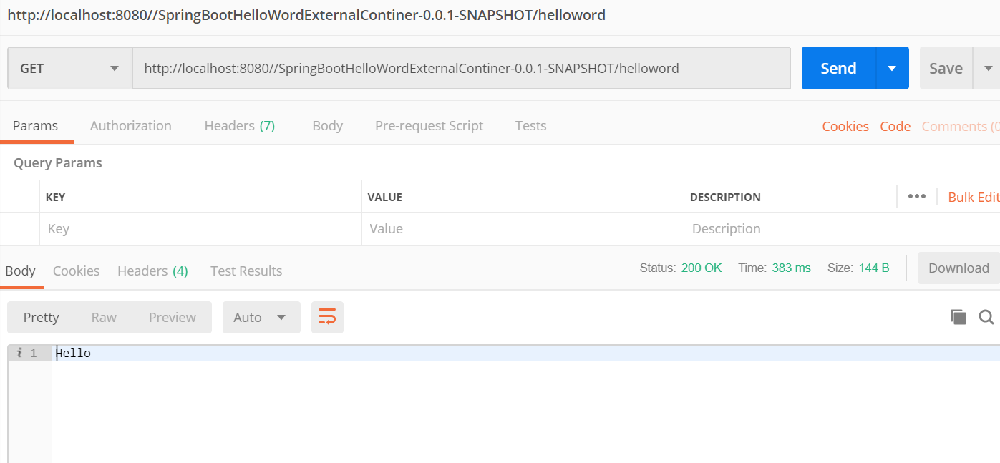 http://localhost:8080//SpringBootHelloWordExternalContiner-0.0.1-SNAPSHOT/helloword
GET http://localhost:8080//SpringBootHelloWordExternalContiner-0.0.1-SNAPSHOT/helloword Send Save
Params Authorization Headers (7) Body Pre-request Script Tests Cookies Code Comments (0
Query Params
KEY VALUE DESCRIPTION ••• Bulk Edit
Key Value Description
Body Cookies Headers (4) Test Results Status: 200 OK Time: 383 ms Size: 144 B Download
Pretty Raw Preview Auto
i 1 Hello